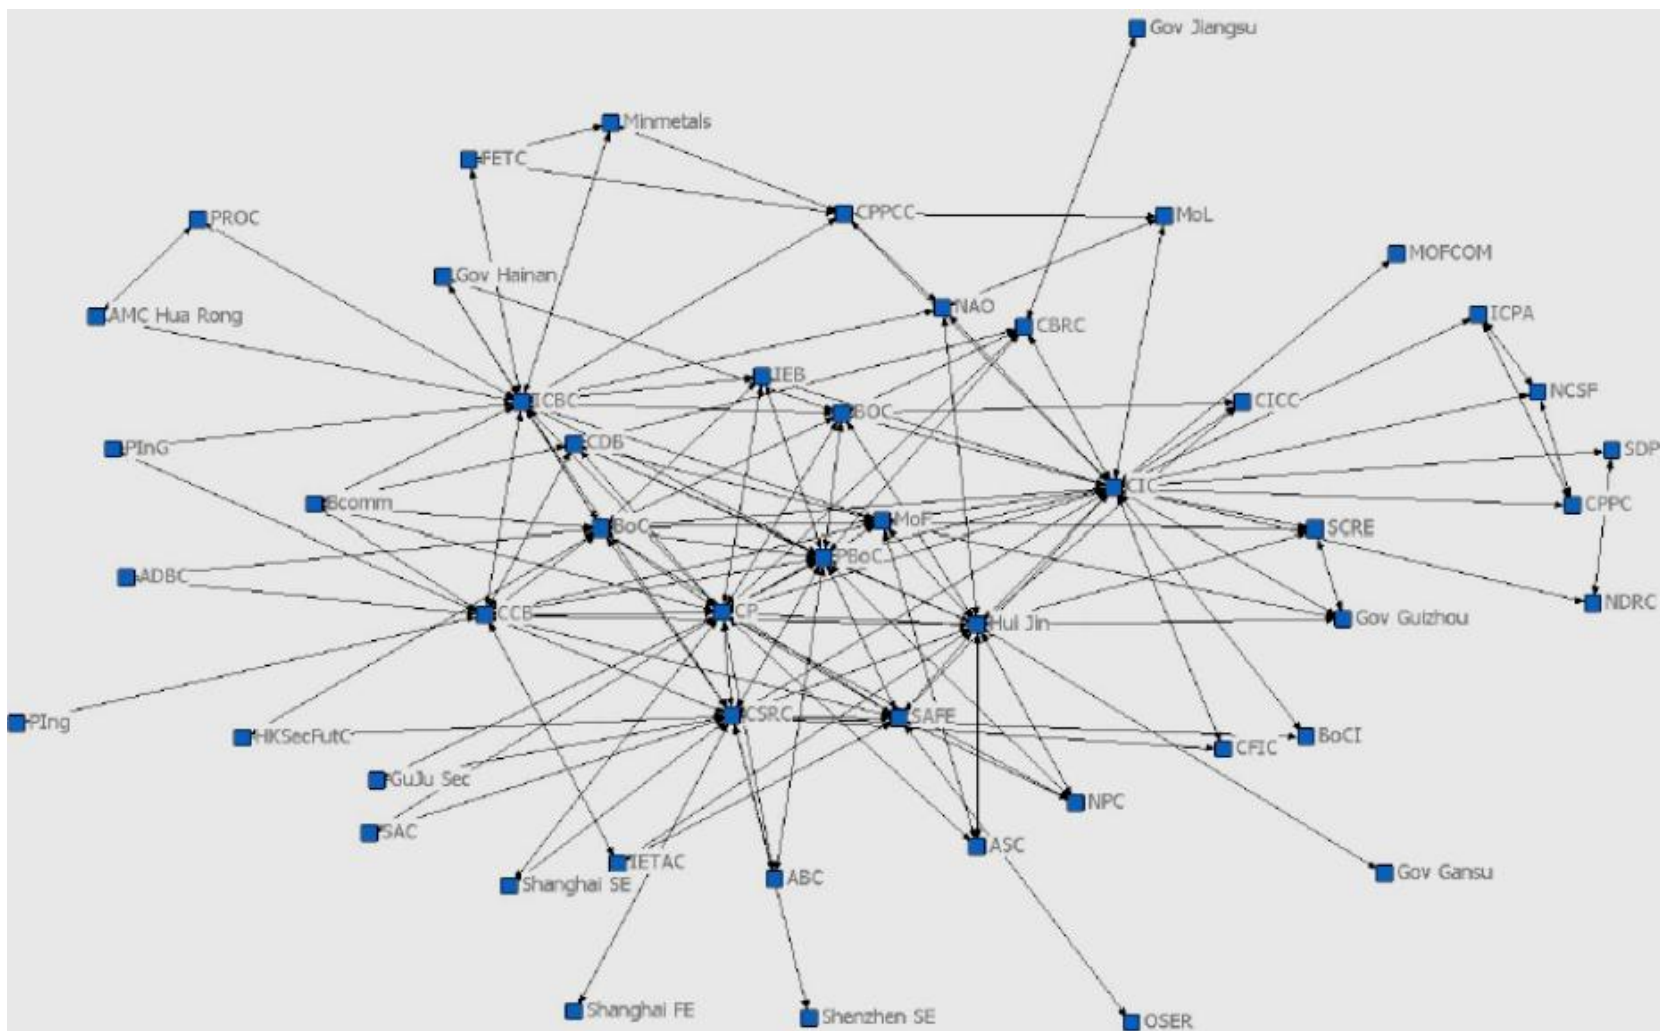 Gov Jiangsu
Minmetals
FETC
CPPCC
MoL
PROC
MOFCOM
Gov Hainan
NAO
ICPA
AMC Hua Rong
CBRC
IEB
NCSF
ICBC
BOC
CICC
CDB
PInG
SDP
CIC
Bcomm
CPPC
BoC
MoF
SCRE
PBoC
ADBC
NDRC
CCB
CP
Hui Jin
Gov Guizhou
CSRC
SAFE
PIng
HKSecFutC
CFIC
BoCI
GuJu Sec
NPC
SAC
ASC
IETAC
Gov Gansu
Shanghai SE
ABC
Shanghai FE
Shenzhen SE
OSER